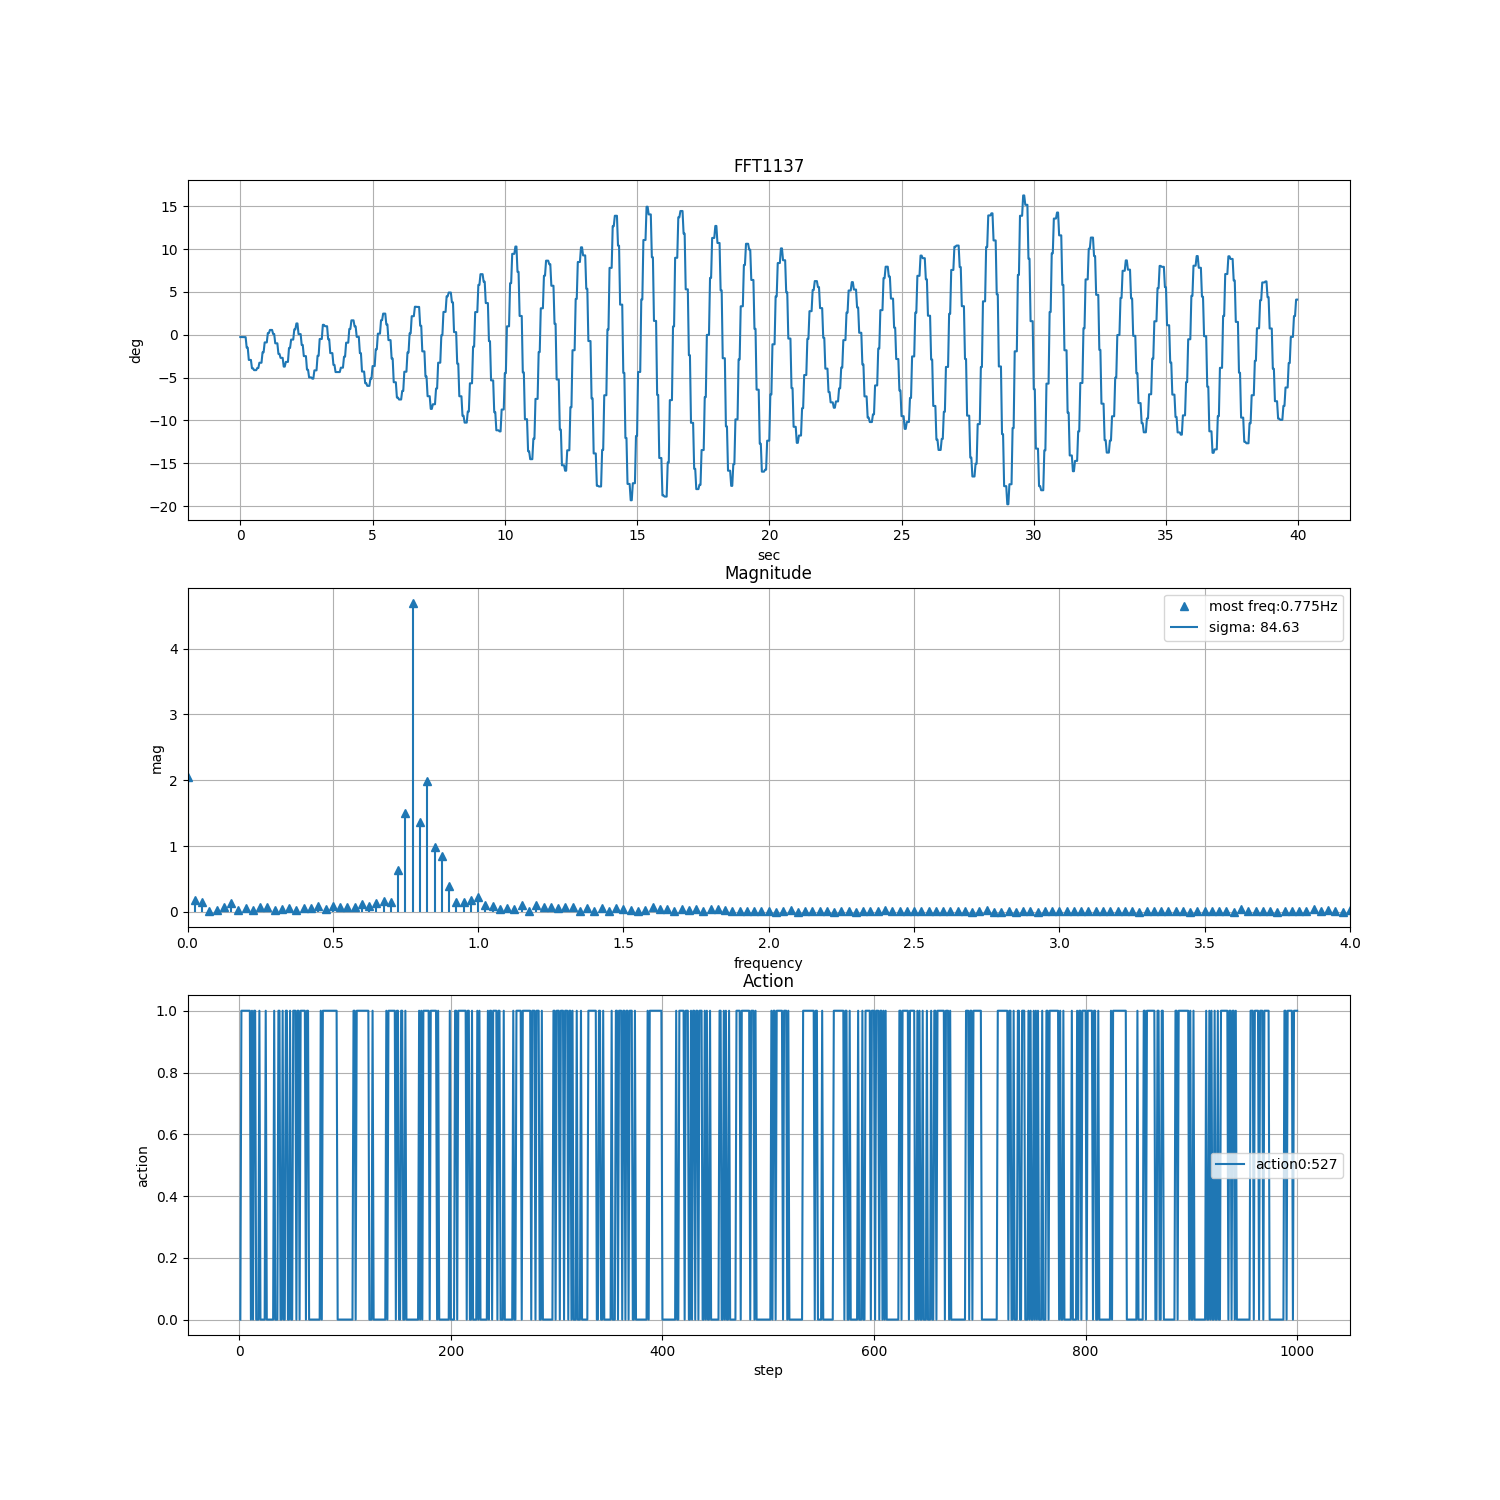 FFT1137
15
10
5
0
−5
−10
−15
−20
deg
0 5 10 15 20 25 30 35 40
sec
Magnitude
most freq:0.775Hz
sigma: 84.63
4
3
2
1
0
mag
0.0 0.5 1.0 1.5 2.0 2.5 3.0 3.5 4.0
frequency
Action
1.0
0.8
0.6
0.4
0.2
0.0
action
action0:527
0 200 400 600 800 1000
step